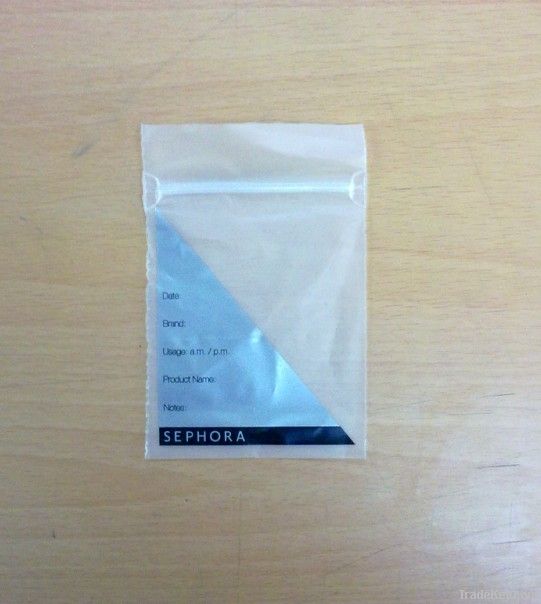 Date:
Brand:
Usage: a.m. / p.m.
Product Name:
Notes:
SEPHORA